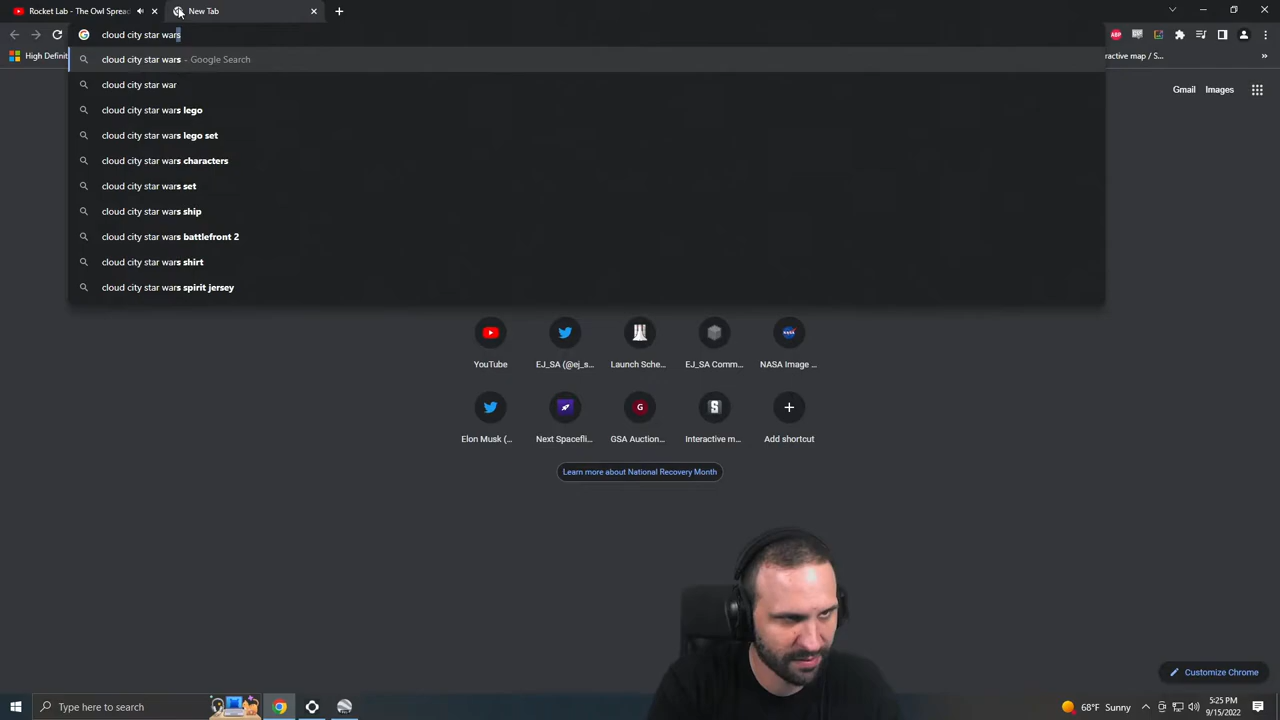 Rocket Lab - The Owl Spread
New Tab
cloud city star wars
cloud city star wars - Google Search
cloud city star war
cloud city star wars lego
cloud city star wars lego set
cloud city star wars characters
cloud city star wars set
cloud city star wars ship
cloud city star wars battlefront 2
cloud city star wars shirt
cloud city star wars spirit jersey
High Definit
ractive map / S...
ABP
Gmail
Images
YouTube
EJ_SA (@ej_s...
Launch Sche...
EJ_SA Comm...
NASA Image ...
Elon Musk (...
Next Spacefli...
GSA Auction...
Interactive m...
Add shortcut
Learn more about National Recovery Month
Customize Chrome
Type here to search
68°F Sunny
5:25 PM
9/15/2022